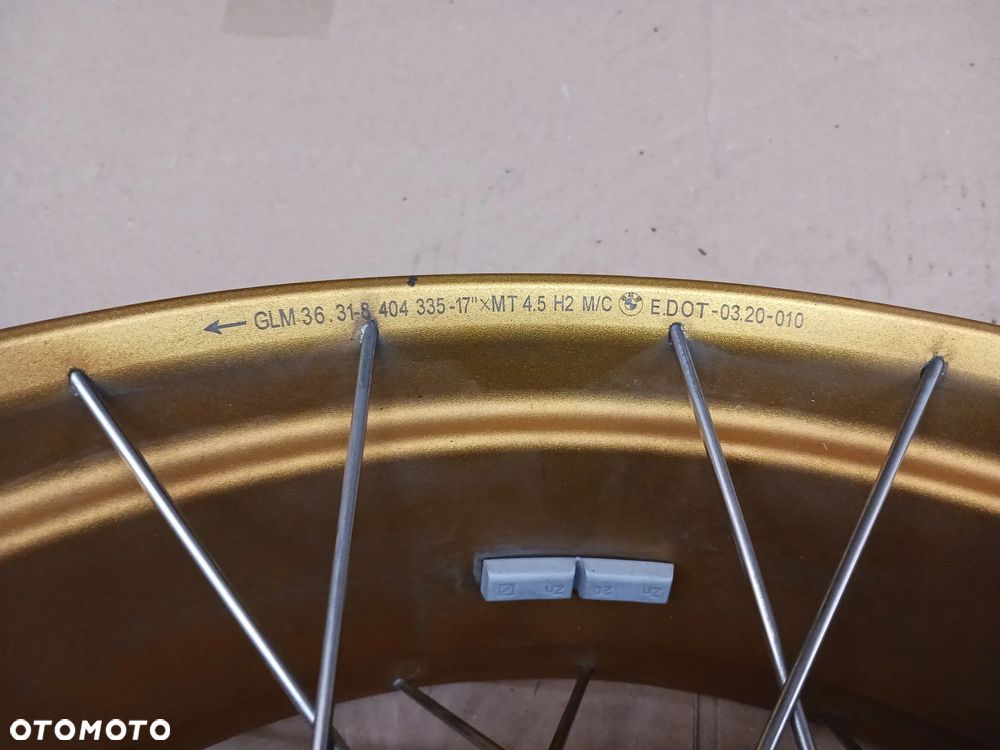 GLM 36.31-8 404 335-17"×MT 4.5 H2 M/C E.DOT-03.20-010
Zn Zn 20
OTOMOTO